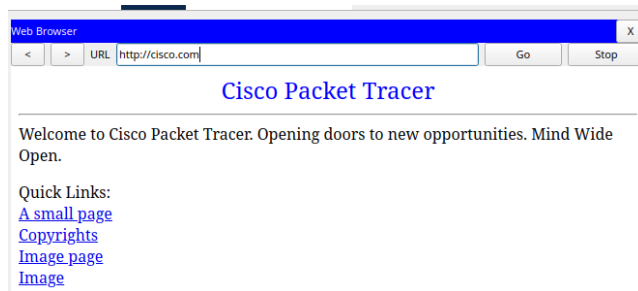 Web Browser X
< > URL http://cisco.com Go Stop
Cisco Packet Tracer
Welcome to Cisco Packet Tracer. Opening doors to new opportunities. Mind Wide
Open.
Quick Links:
A small page
Copyrights
Image page
Image